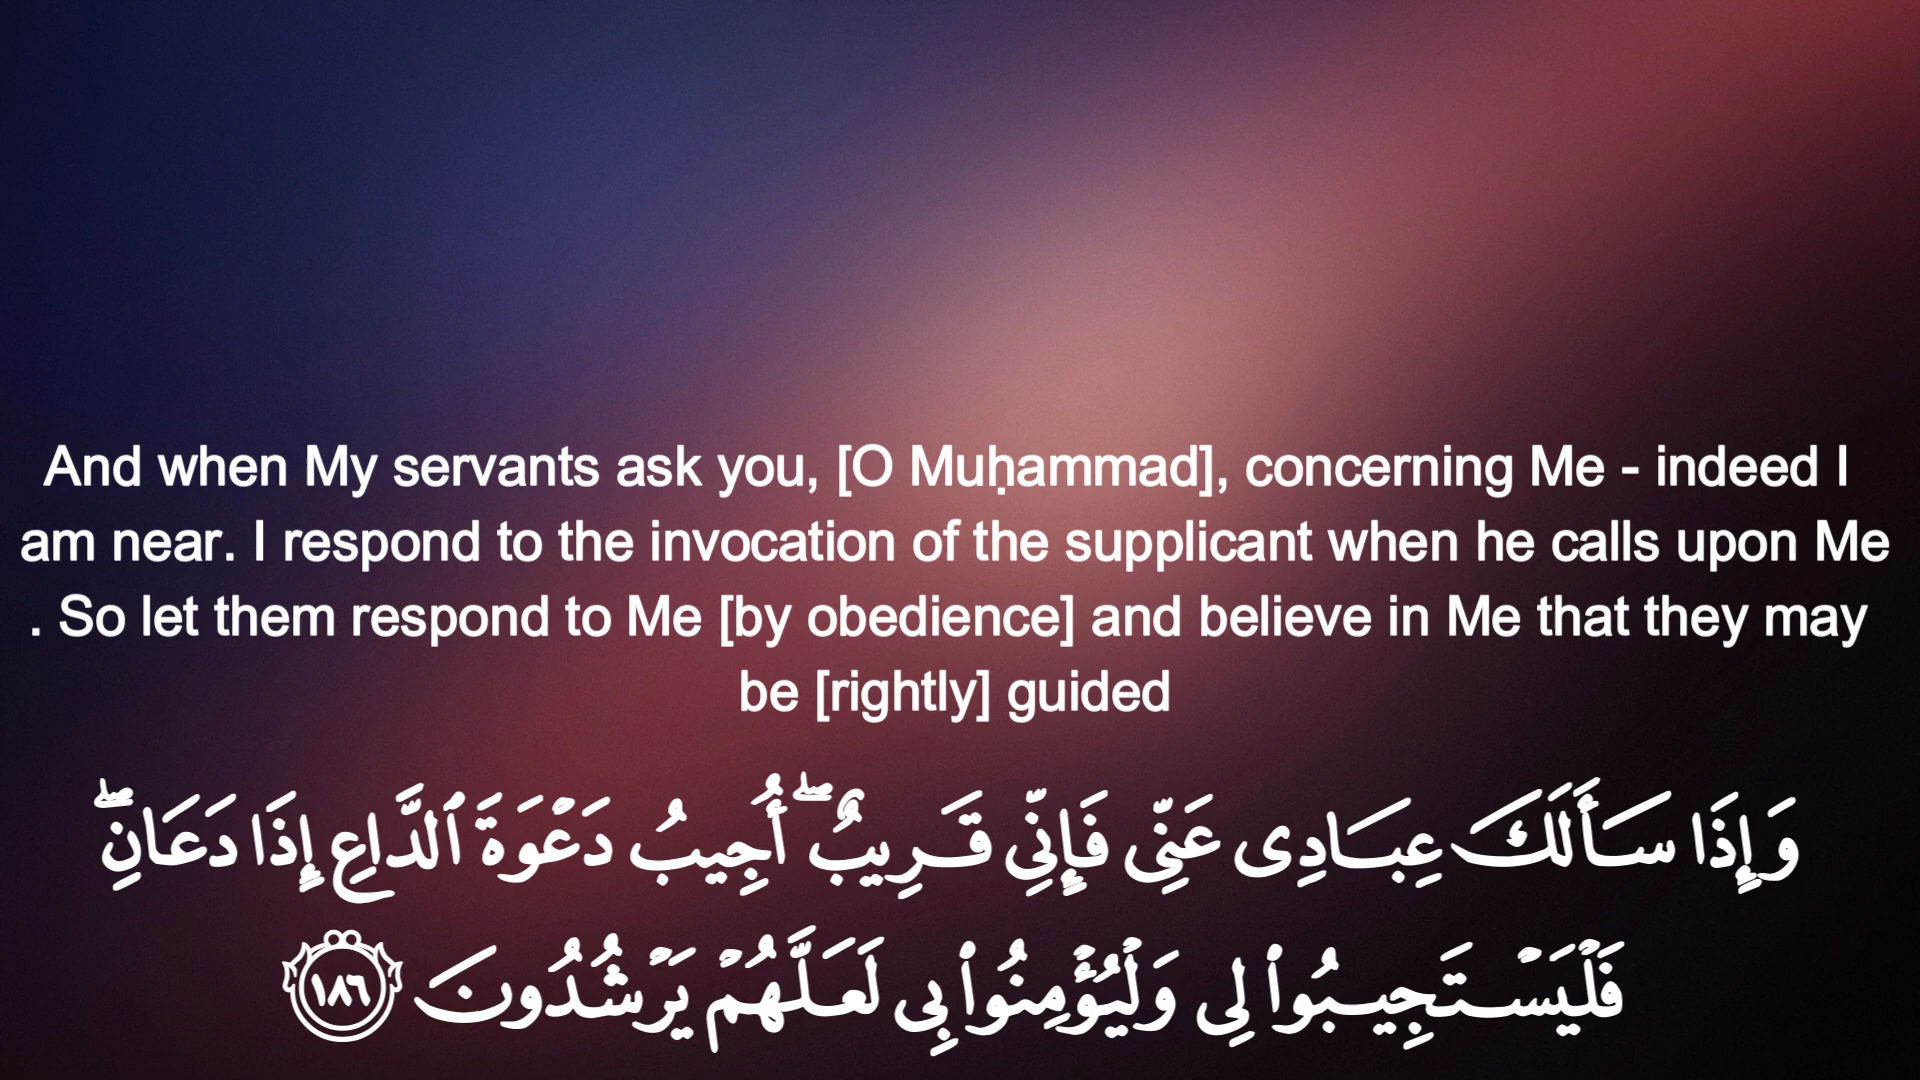 And when My servants ask you, [O Muḥammad], concerning Me - indeed I
am near. I respond to the invocation of the supplicant when he calls upon Me
. So let them respond to Me [by obedience] and believe in Me that they may
be [rightly] guided
وَإِذَا سَأَلَكَ عِبَادِى عَنِّى فَإِنِّى قَرِيبٌ ۖ أُجِيبُ دَعْوَةَ ٱلدَّاعِ إِذَا دَعَانِ ۖ
فَلْيَسْتَجِيبُوا۟ لِى وَلْيُؤْمِنُوا۟ بِى لَعَلَّهُمْ يَرْشُدُونَ ١٨٦